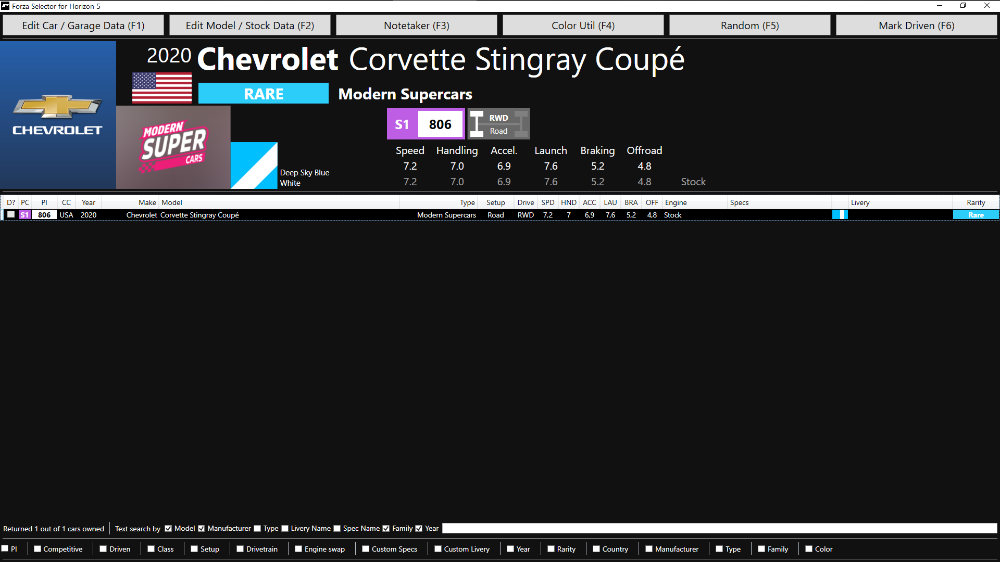 Forza Selector for Horizon 5
Edit Car / Garage Data (F1)
Edit Model / Stock Data (F2)
Notetaker (F3)
Color Util (F4)
Random (F5)
Mark Driven (F6)
2020 Chevrolet Corvette Stingray Coupé
RARE Modern Supercars
CHEVROLET
MODERN
SUPER
CARS
S1 806
RWD
Road
Deep Sky Blue
White
Speed Handling Accel. Launch Braking Offroad
7.2 7.0 6.9 7.6 5.2 4.8
7.2 7.0 6.9 7.6 5.2 4.8 Stock
D? PC PI CC Year Make Model Type Setup Drive SPD HND ACC LAU BRA OFF Engine Specs Livery Rarity
S1 806 USA 2020 Chevrolet Corvette Stingray Coupé Modern Supercars Road RWD 7,2 7 6,9 7,6 5,2 4,8 Stock Rare
Returned 1 out of 1 cars owned Text search by Model Manufacturer Type Livery Name Spec Name Family Year
PI Competitive Driven Class Setup Drivetrain Engine swap Custom Specs Custom Livery Year Rarity Country Manufacturer Type Family Color